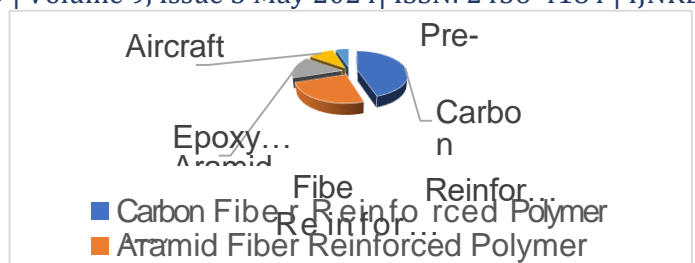 | Volume 9, Issue 5 May 2024| ISSN: 2456-4184 | IJNRD
Aircraft
Pre-
Carbo
n
Reinfor...
Epoxy...
Aramid
Fibe
Reinfor...
Carbon Fiber Reinforced Polymer
Aramid Fiber Reinforced Polymer